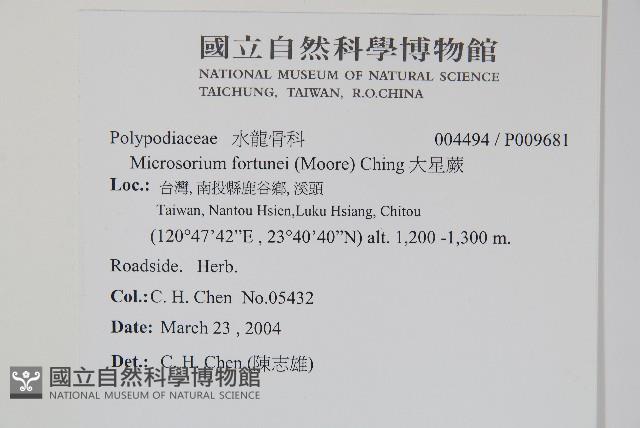 國立自然科學博物館
NATIONAL MUSEUM OF NATURAL SCIENCE
TAICHUNG, TAIWAN, R.O.CHINA
Polypodiaceae 水龍骨科 004494 / P009681
Microsorium fortunei (Moore) Ching 大星蕨
Loc.: 台灣, 南投縣鹿谷鄉, 溪頭
Taiwan, Nantou Hsien,Luku Hsiang, Chitou
(120°47'42”E , 23°40'40”N) alt. 1,200 -1,300 m.
Roadside. Herb.
Col.: C. H. Chen No.05432
Date: March 23 , 2004
Det.: C. H. Chen (陳志雄)
國立自然科學博物館
NATIONAL MUSEUM OF NATURAL SCIENCE